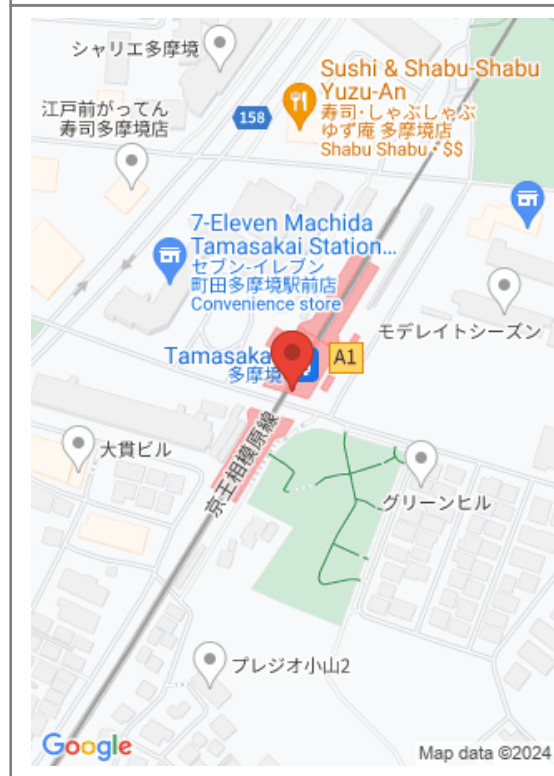 シャリエ多摩境
Sushi & Shabu-Shabu
Yuzu-An
寿司・しゃぶしゃぶ
ゆず庵 多摩境店
Shabu Shabu • $$
158
江戸前がってん
寿司多摩境店
7-Eleven Machida
Tamasakai Station...
セブン-イレブン
町田多摩境駅前店
Convenience store
モデレイトシーズン
Tamasaka
多摩境
A1
京王相模原線
大貫ビル
グリーンヒル
プレジオ小山2
Google
Map data ©2024